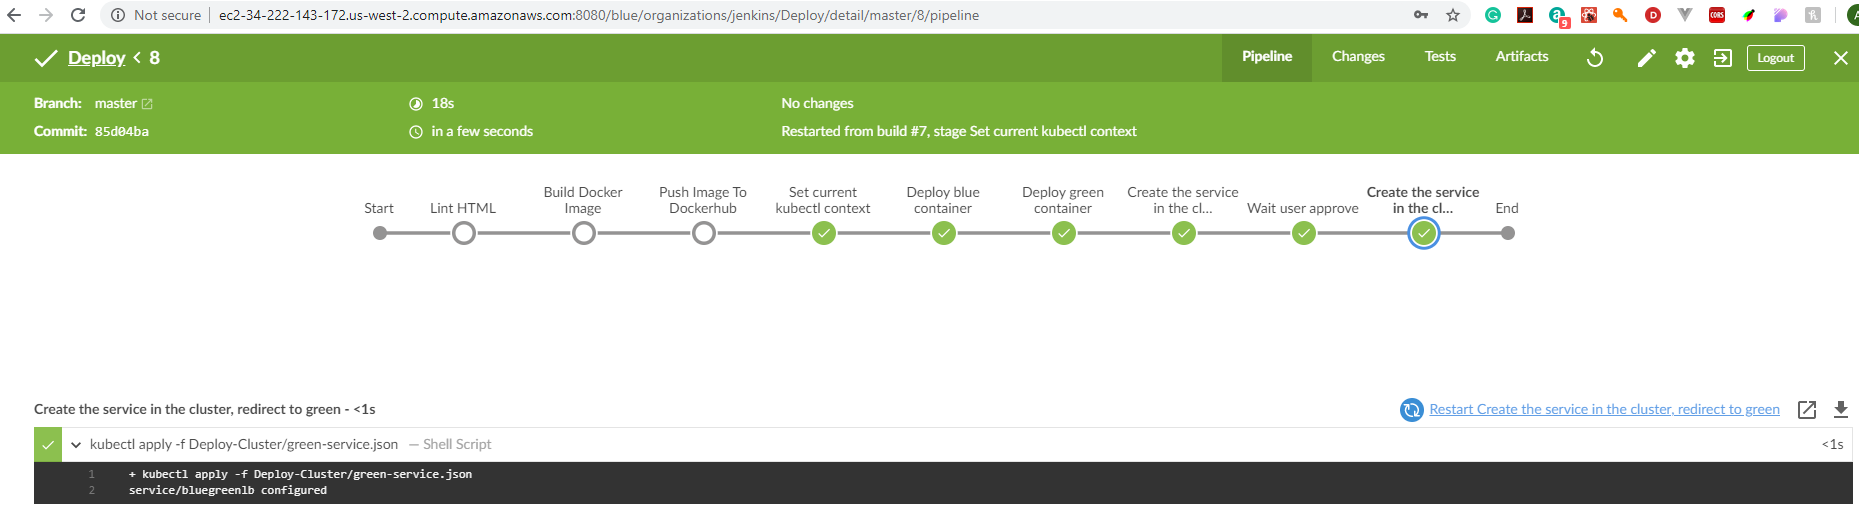 Not secure | ec2-34-222-143-172.us-west-2.compute.amazonaws.com:8080/blue/organizations/jenkins/Deploy/detail/master/8/pipeline
9
CORS
Deploy < 8
Pipeline
Changes
Tests
Artifacts
Logout
Branch: master
18s
No changes
Commit: 85d04ba
in a few seconds
Restarted from build #7, stage Set current kubectl context
Start
Lint HTML
Build Docker
Image
Push Image To
Dockerhub
Set current
kubectl context
Deploy blue
container
Deploy green
container
Create the service
in the cl...
Wait user approve
Create the service
in the cl...
End
Create the service in the cluster, redirect to green - <1s
Restart Create the service in the cluster, redirect to green
kubectl apply -f Deploy-Cluster/green-service.json — Shell Script
<1s
1 + kubectl apply -f Deploy-Cluster/green-service.json
2 service/bluegreenlb configured